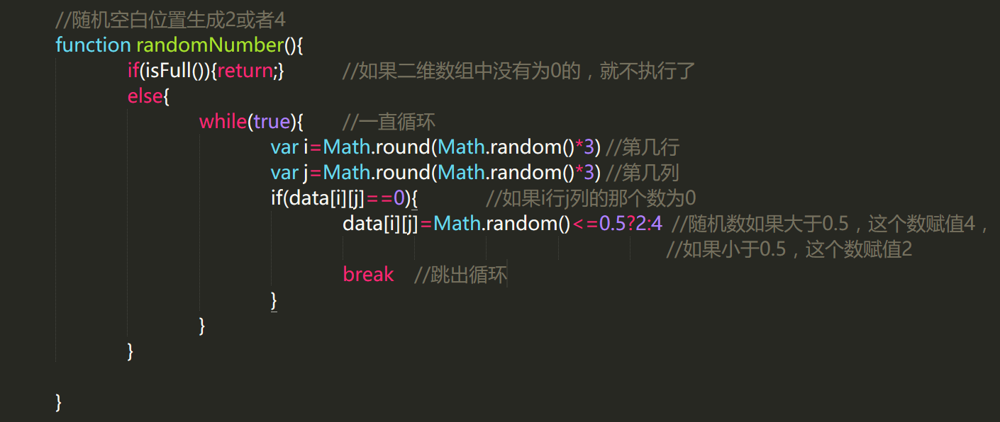 //随机空白位置生成2或者4
function randomNumber(){
if(isFull()){return;} //如果二维数组中没有为0的，就不执行了
else{
while(true){ //一直循环
var i=Math.round(Math.random()*3) //第几行
var j=Math.round(Math.random()*3) //第几列
if(data[i][j]==0){ //如果i行j列的那个数为0
data[i][j]=Math.random()<=0.5?2:4 //随机数如果大于0.5，这个数赋值4，
//如果小于0.5，这个数赋值2
break //跳出循环
}
}
}
}